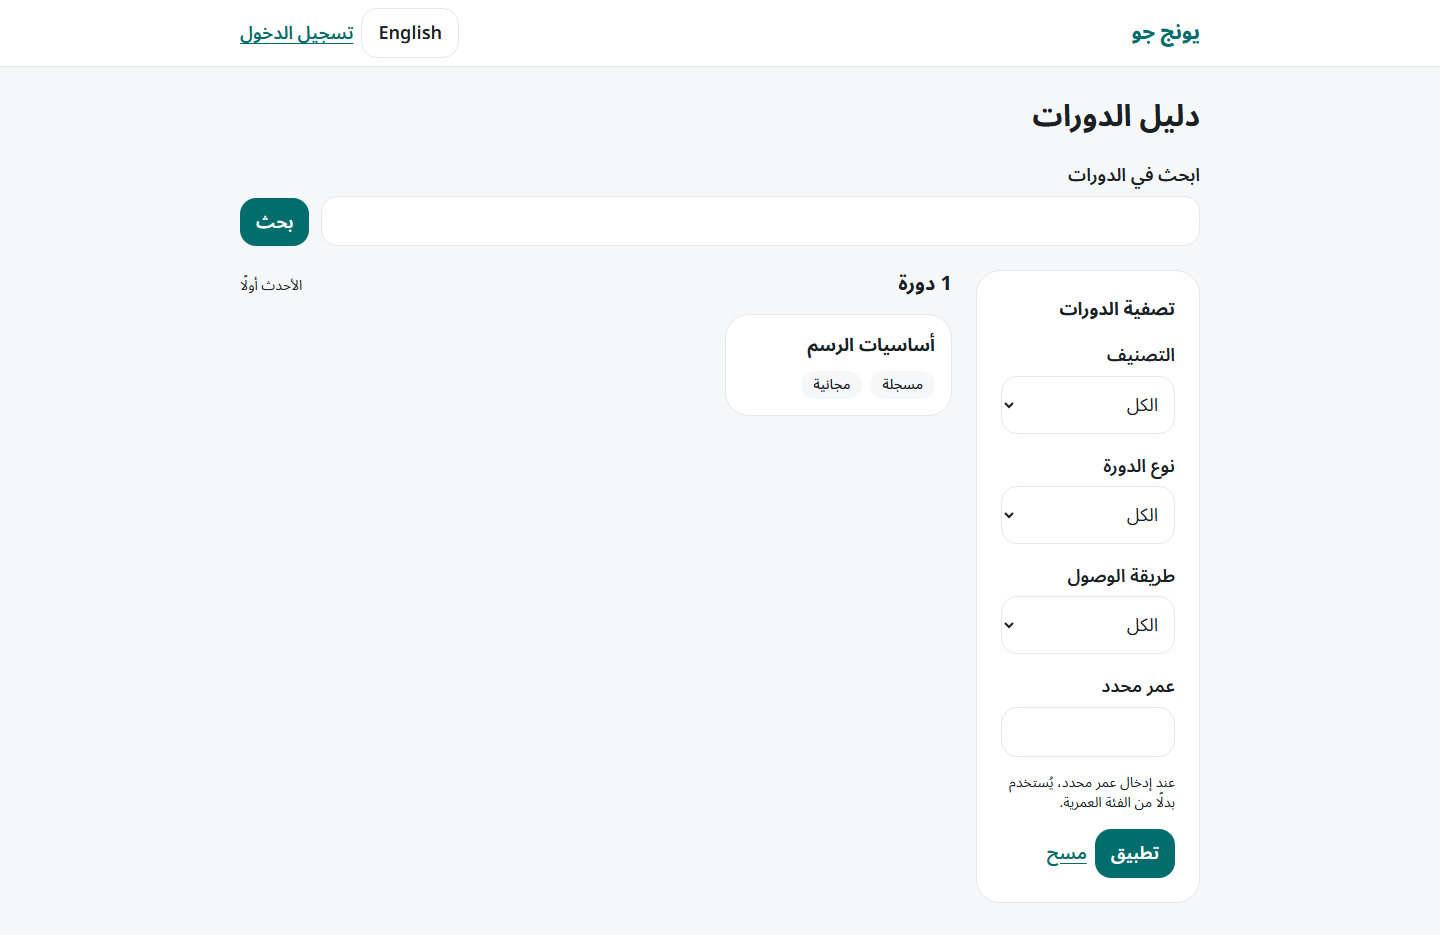 يونج جو
English
تسجيل الدخول
دليل الدورات
ابحث في الدورات
بحث
تصفية الدورات
التصنيف
الكل
نوع الدورة
الكل
طريقة الوصول
الكل
عمر محدد
عند إدخال عمر محدد، يُستخدم
بدلًا من الفئة العمرية.
تطبيق
مسح
1 دورة
الأحدث أولًا
أساسيات الرسم
مسجلة
مجانية